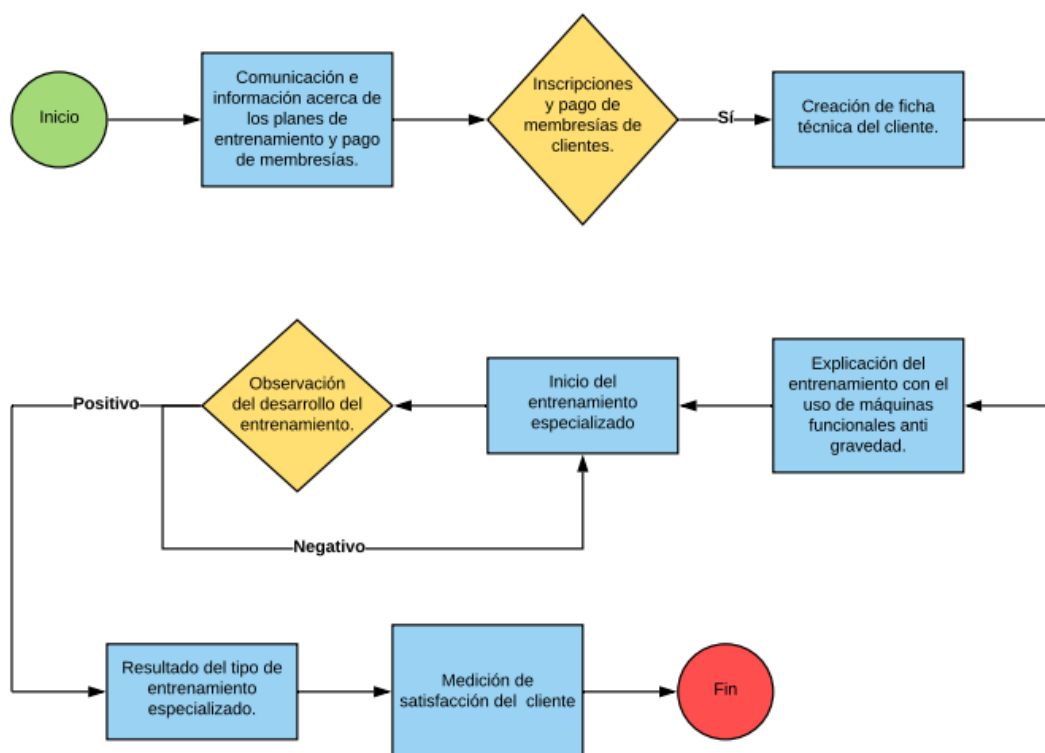 Inicio
Comunicación e
información acerca de
los planes de
entrenamiento y pago
de membresías.
Inscripciones
y pago de
membresías de
clientes.
Sí
Creación de ficha
técnica del cliente.
Explicación del
entrenamiento con el
uso de máquinas
funcionales anti
gravedad.
Inicio del
entrenamiento
especializado
Observación
del desarrollo del
entrenamiento.
Positivo
Negativo
Resultado del tipo de
entrenamiento
especializado.
Medición de
satisfacción del  cliente
Fin